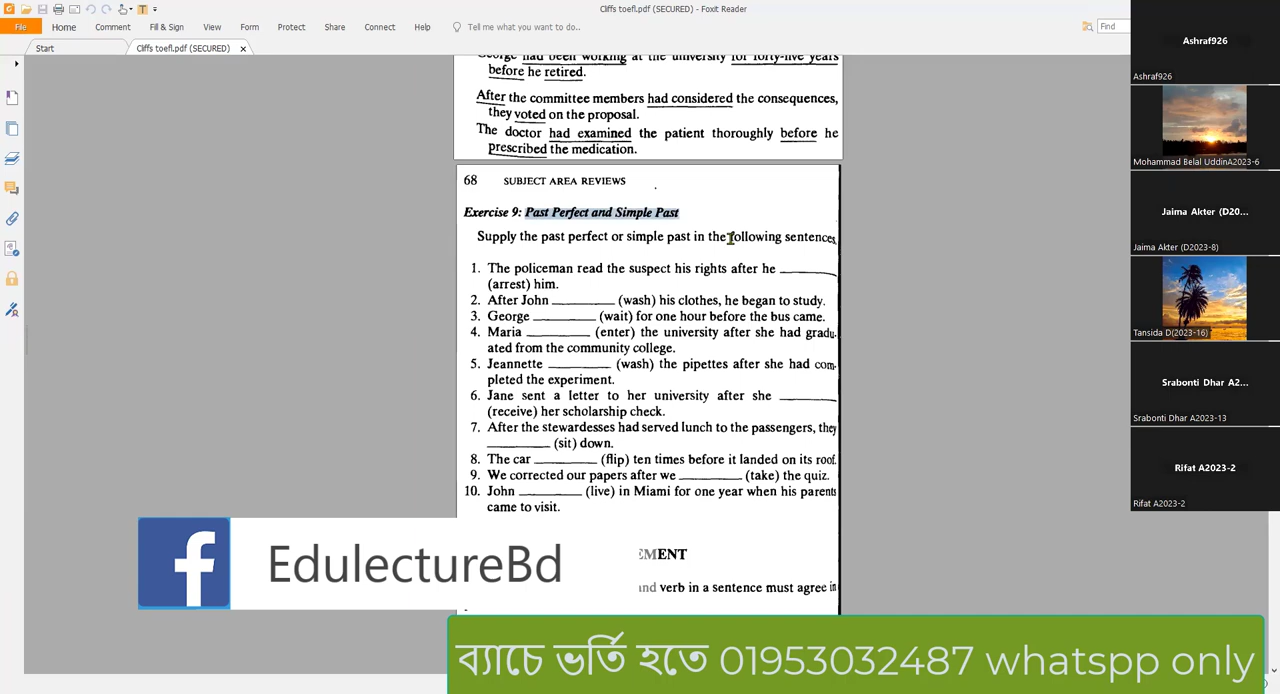 Cliffs toefl.pdf (SECURED) - Foxit Reader
File
Home
Comment
Fill & Sign
View
Form
Protect
Share
Connect
Help
Tell me what you want to do..
Find
Start
Cliffs toefl.pdf (SECURED)
George had been working at the university for forty-five years
before he retired.
After the committee members had considered the consequences,
they voted on the proposal.
The doctor had examined the patient thoroughly before he
prescribed the medication.
68 SUBJECT AREA REVIEWS
Exercise 9: Past Perfect and Simple Past
Supply the past perfect or simple past in the following sentences
1. The policeman read the suspect his rights after he ________
(arrest) him.
2. After John ________ (wash) his clothes, he began to study.
3. George ________ (wait) for one hour before the bus came.
4. Maria ________ (enter) the university after she had gradu-
ated from the community college.
5. Jeannette ________ (wash) the pipettes after she had com-
pleted the experiment.
6. Jane sent a letter to her university after she ________
(receive) her scholarship check.
7. After the stewardesses had served lunch to the passengers, they
________ (sit) down.
8. The car ________ (flip) ten times before it landed on its roof.
9. We corrected our papers after we ________ (take) the quiz.
10. John ________ (live) in Miami for one year when his parents
came to visit.
EMENT
and verb in a sentence must agree in
EdulectureBd
ব্যাচে ভর্তি হতে 01953032487 whatspp only
Ashraf926
Ashraf926
Mohammad Belal UddinA2023-6
Jaima Akter (D20...
Jaima Akter (D2023-8)
Tansida D(2023-16)
Srabonti Dhar A2...
Srabonti Dhar A2023-13
Rifat A2023-2
Rifat A2023-2